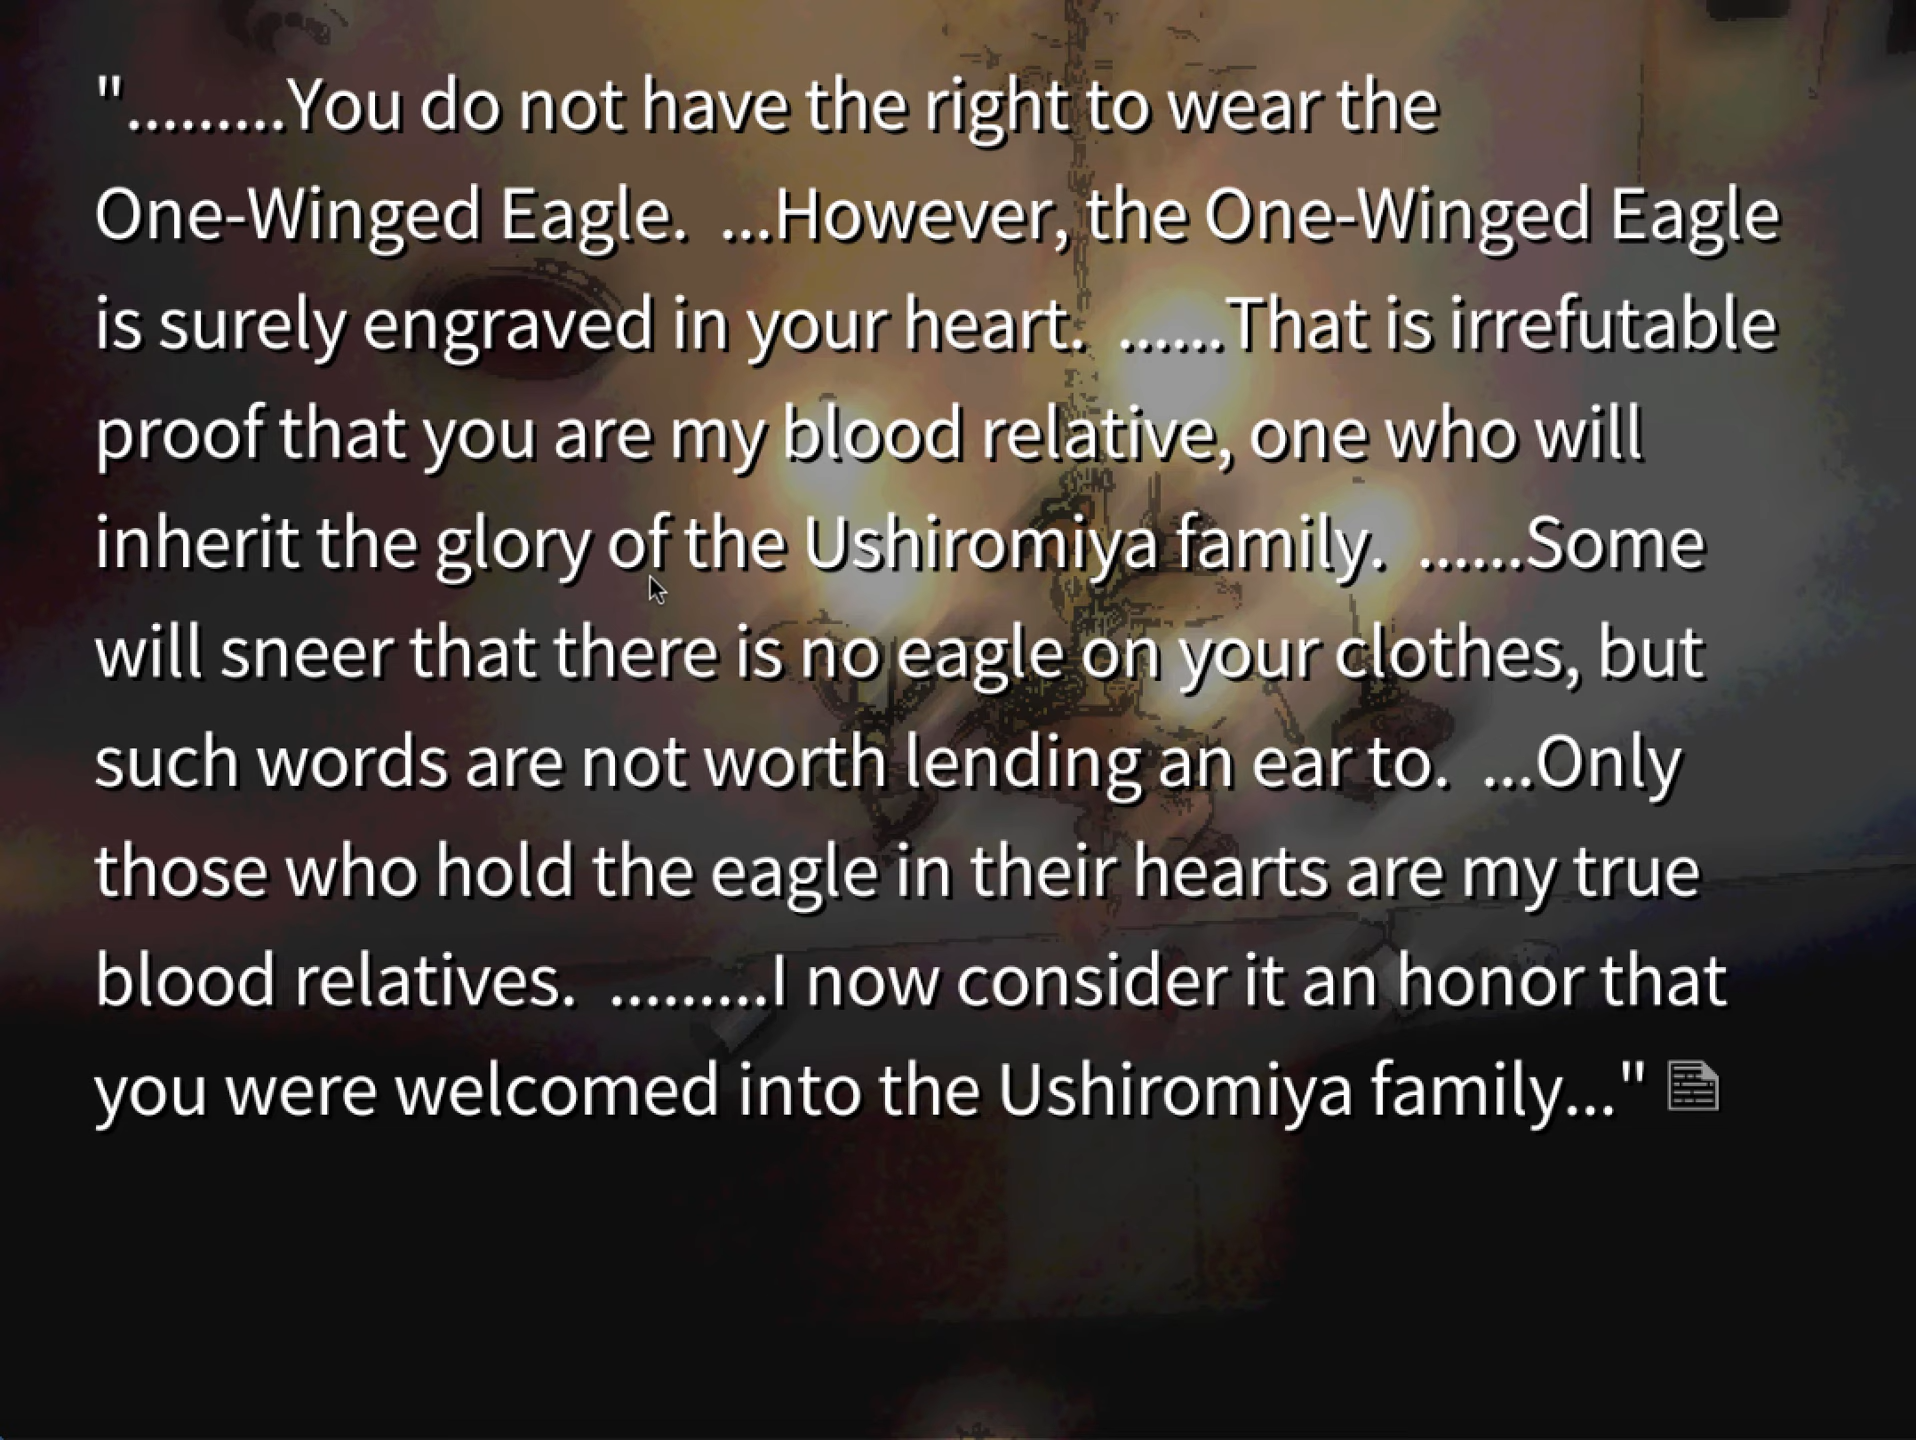 ".........You do not have the right to wear the
One-Winged Eagle.  ...However, the One-Winged Eagle
is surely engraved in your heart.  ......That is irrefutable
proof that you are my blood relative, one who will
inherit the glory of the Ushiromiya family.  ......Some
will sneer that there is no eagle on your clothes, but
such words are not worth lending an ear to.  ...Only
those who hold the eagle in their hearts are my true
blood relatives.  .........I now consider it an honor that
you were welcomed into the Ushiromiya family..."